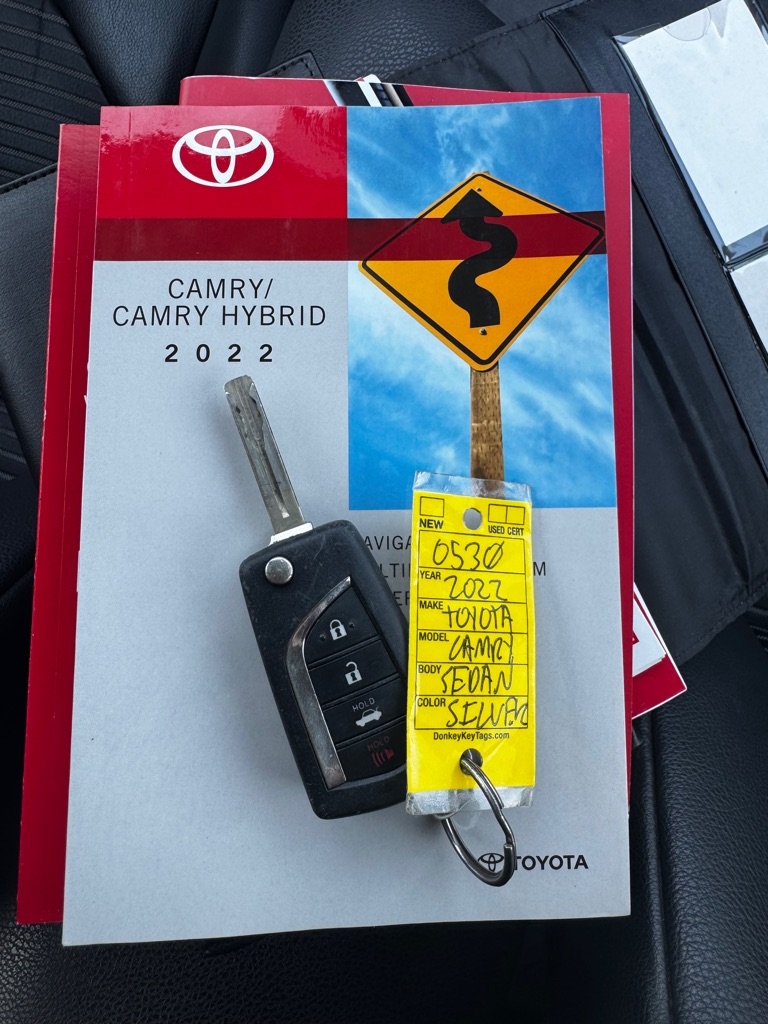 CAMRY/
CAMRY HYBRID
2022
NEW
USED CERT
0530
YEAR 2022
MAKE TOYOTA
MODEL CAMRY
BODY SEDAN
COLOR SILVER
DonkeyKeyTags.com
HOLD
HOLD
TOYOTA